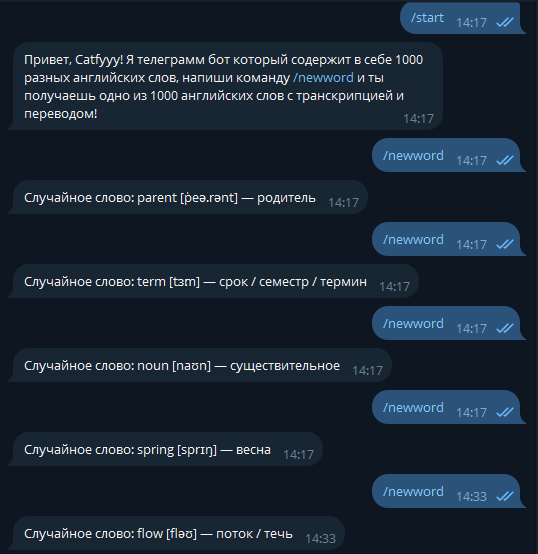 /start 14:17
Привет, Catfyyy! Я телеграмм бот который содержит в себе 1000
разных английских слов, напиши команду /newword и ты
получаешь одно из 1000 английских слов с транскрипцией и
переводом!
14:17
/newword 14:17
Случайное слово: parent [ṗeə.rənt] — родитель 14:17
/newword 14:17
Случайное слово: term [tɜm] — срок / семестр / термин 14:17
/newword 14:17
Случайное слово: noun [naʊn] — существительное 14:17
/newword 14:17
Случайное слово: spring [sprɪŋ] — весна 14:17
/newword 14:33
Случайное слово: flow [fləʊ] — поток / течь 14:33